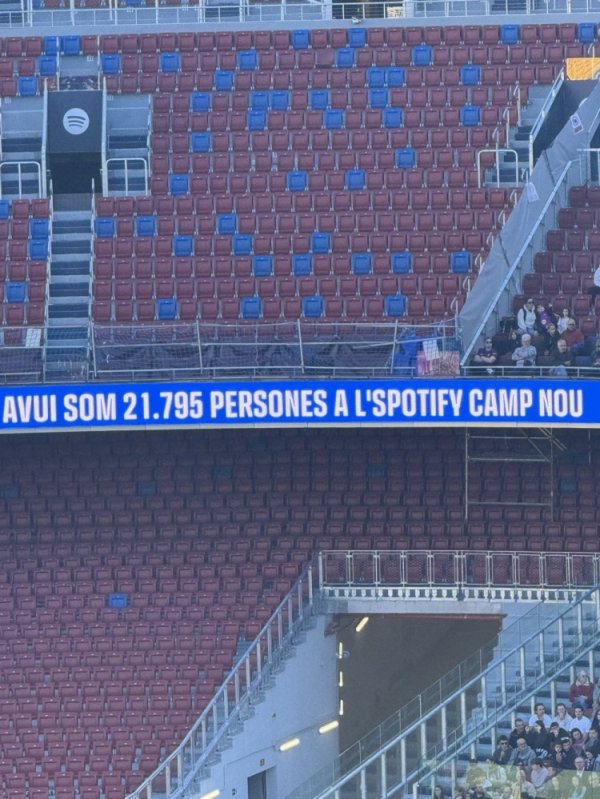 AVUI SOM 21.795 PERSONES A L'SPOTIFY CAMP NOU